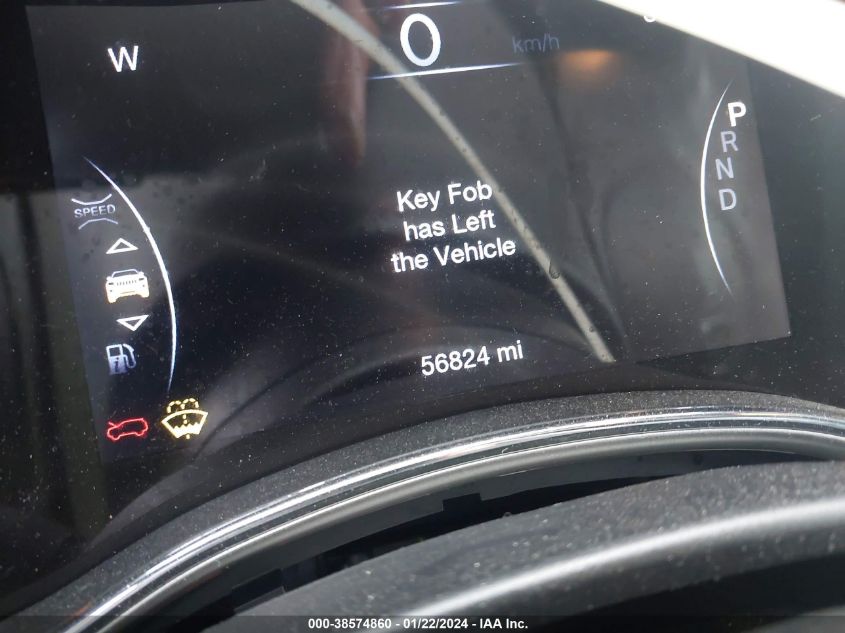 0
km/h
W
P
R
N
D
SPEED
Key Fob
has Left
the Vehicle
56824 mi
000-38574860 - 01/22/2024 - IAA Inc.